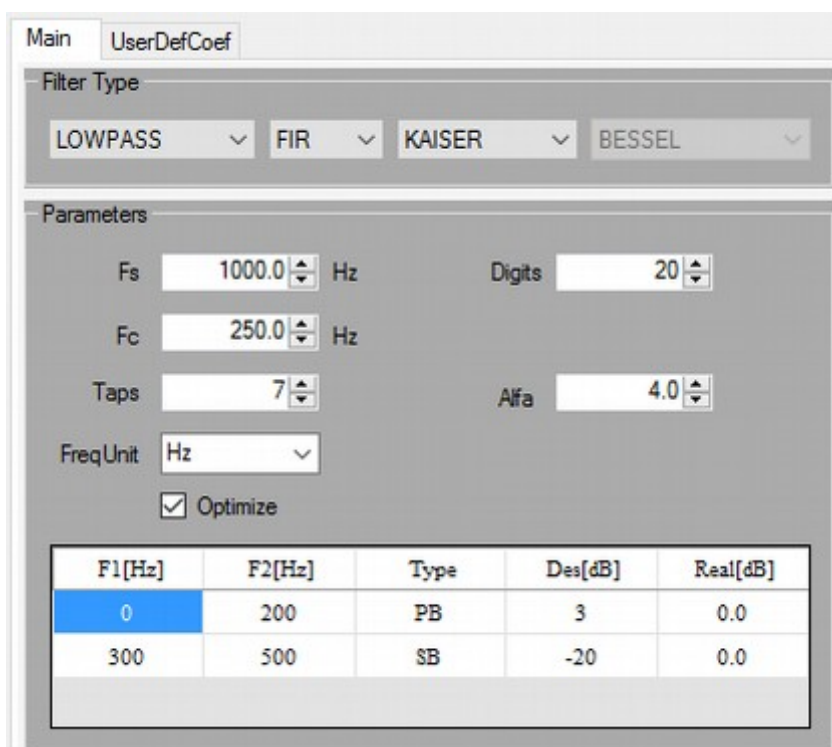 Main UserDefCoef
Filter Type
LOWPASS FIR KAISER BESSEL
Parameters
Fs 1000.0 Hz Digits 20
Fc 250.0 Hz
Taps 7 Alfa 4.0
FreqUnit Hz
Optimize
F1[Hz] F2[Hz] Type Des[dB] Real[dB]
0 200 PB 3 0.0
300 500 SB -20 0.0